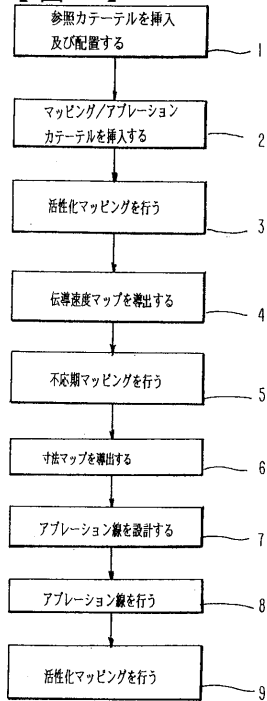 参照カテーテルを挿入
及び配置する
1
マッピング/アブレーション
カテーテルを挿入する
2
活性化マッピングを行う
3
伝導速度マップを導出する
4
不応期マッピングを行う
5
寸法マップを導出する
6
アブレーション線を設計する
7
アブレーション線を行う
8
活性化マッピングを行う
9